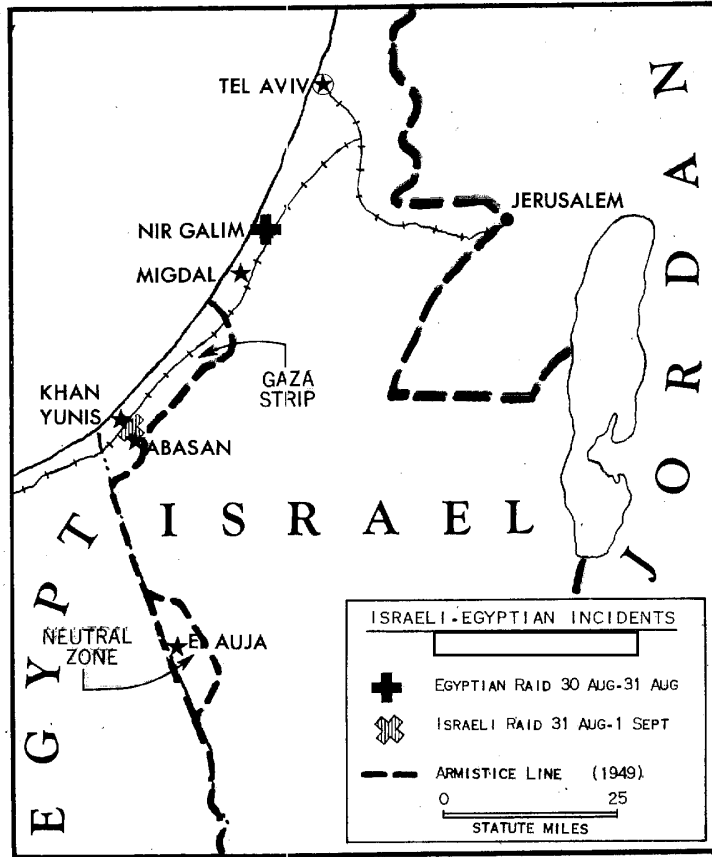 TEL AVIV
JERUSALEM
NIR GALIM
MIGDAL
GAZA
STRIP
KHAN
YUNIS
ABASAN
ISRAEL
JORDAN
EGYPT
NEUTRAL
ZONE
EL AUJA
ISRAELI-EGYPTIAN INCIDENTS
EGYPTIAN RAID 30 AUG-31 AUG
ISRAELI RAID 31 AUG-1 SEPT
ARMISTICE LINE (1949)
0 25
STATUTE MILES